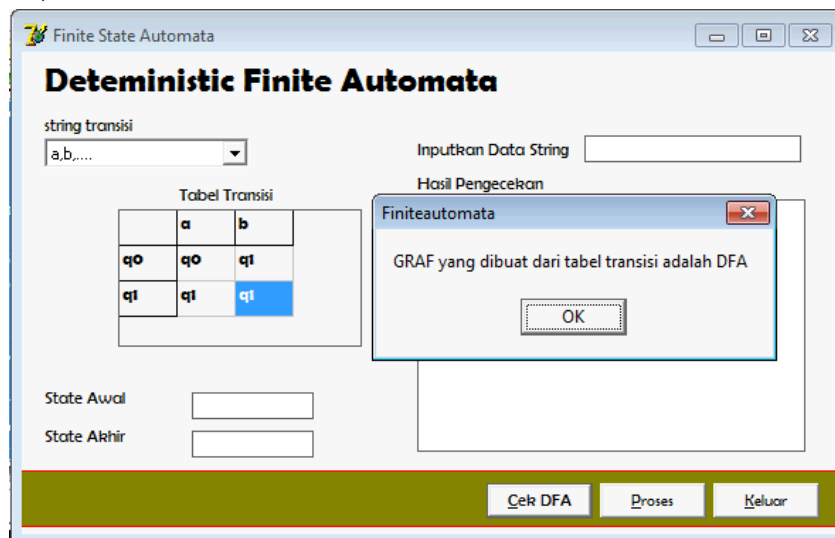 Finite State Automata
Deteministic Finite Automata
string transisi
a,b,....
Inputkan Data String
Hasil Pengecekan
Tabel Transisi
a b
q0 q0 q1
q1 q1 q1
Finiteautomata
GRAF yang dibuat dari tabel transisi adalah DFA
OK
State Awal
State Akhir
Cek DFA Proses Keluar